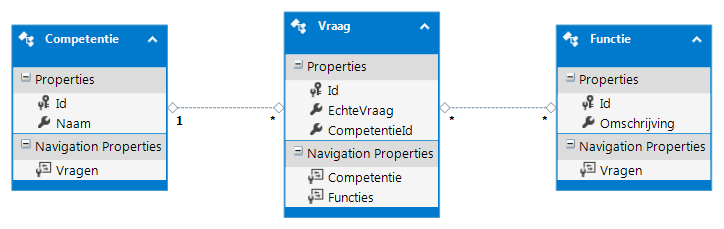 Competentie
Properties
Id
Naam
Navigation Properties
Vragen
1
*
Vraag
Properties
Id
EchteVraag
CompetentieId
Navigation Properties
Competentie
Functies
*
*
Functie
Properties
Id
Omschrijving
Navigation Properties
Vragen